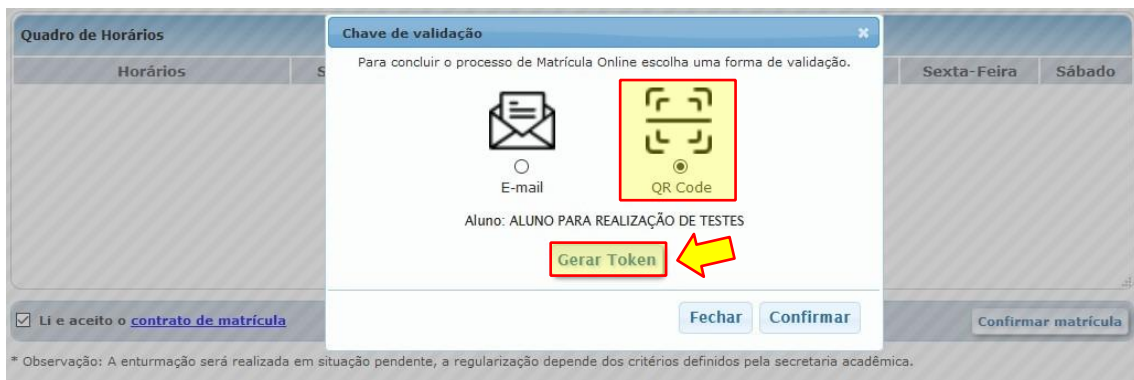 Quadro de Horários
Chave de validação
Horários
S
Sexta-Feira
Sábado
Para concluir o processo de Matrícula Online escolha uma forma de validação.
E-mail
QR Code
Aluno: ALUNO PARA REALIZAÇÃO DE TESTES
Gerar Token
Fechar
Confirmar
Li e aceito o contrato de matrícula
Confirmar matrícula
* Observação: A enturmação será realizada em situação pendente, a regularização depende dos critérios definidos pela secretaria acadêmica.